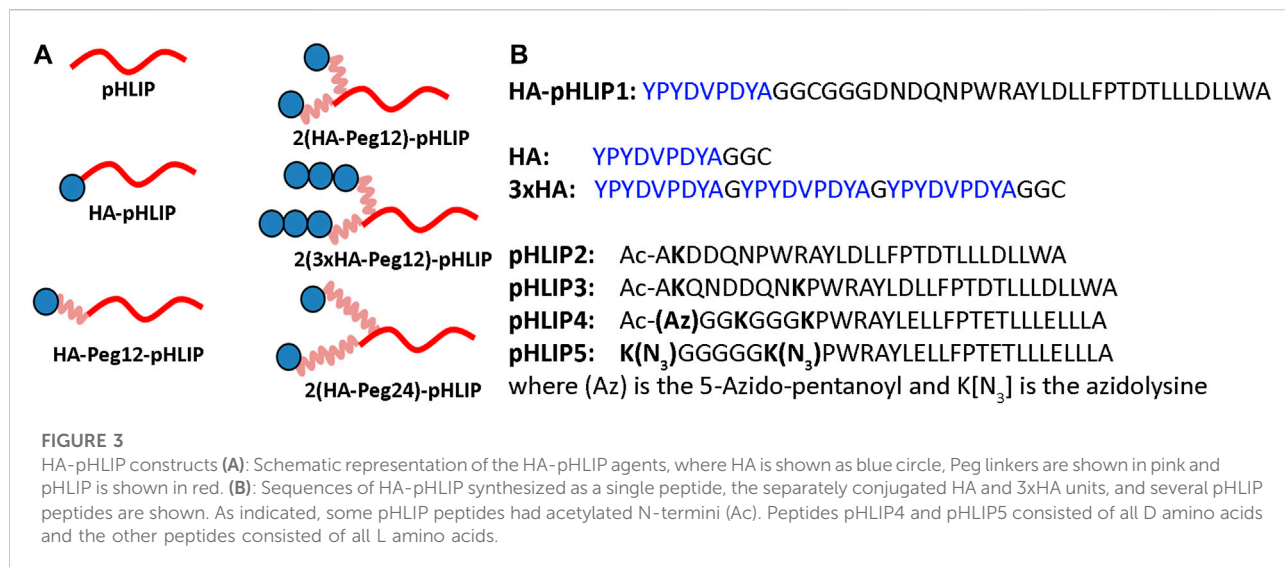 A
pHLIP
2(HA-Peg12)-pHLIP
HA-pHLIP
2(3xHA-Peg12)-pHLIP
HA-Peg12-pHLIP
2(HA-Peg24)-pHLIP
B
HA-pHLIP1: YPYDVPDYAGGCGGGDNDQNPWRAYLDLLFPTDTLLLDLLWA
HA: YPYDVPDYAGGC
3xHA: YPYDVPDYAGYPYDVPDYAGYPYDVPDYAGGC
pHLIP2: Ac-AKDDQNPWRAYLDLLFPTDTLLLDLLWA
pHLIP3: Ac-AKQNDDQNKPWRAYLDLLFPTDTLLLDLLWA
pHLIP4: Ac-(Az)GGKGGGKPWRAYLELLFPTETLLLELLLA
pHLIP5: K(N₃)GGGGGK(N₃)PWRAYLELLFPTETLLLELLLA
where (Az) is the 5-Azido-pentanoyl and K[N₃] is the azidolysine
FIGURE 3
HA-pHLIP constructs (A): Schematic representation of the HA-pHLIP agents, where HA is shown as blue circle, Peg linkers are shown in pink and
pHLIP is shown in red. (B): Sequences of HA-pHLIP synthesized as a single peptide, the separately conjugated HA and 3xHA units, and several pHLIP
peptides are shown. As indicated, some pHLIP peptides had acetylated N-termini (Ac). Peptides pHLIP4 and pHLIP5 consisted of all D amino acids
and the other peptides consisted of all L amino acids.